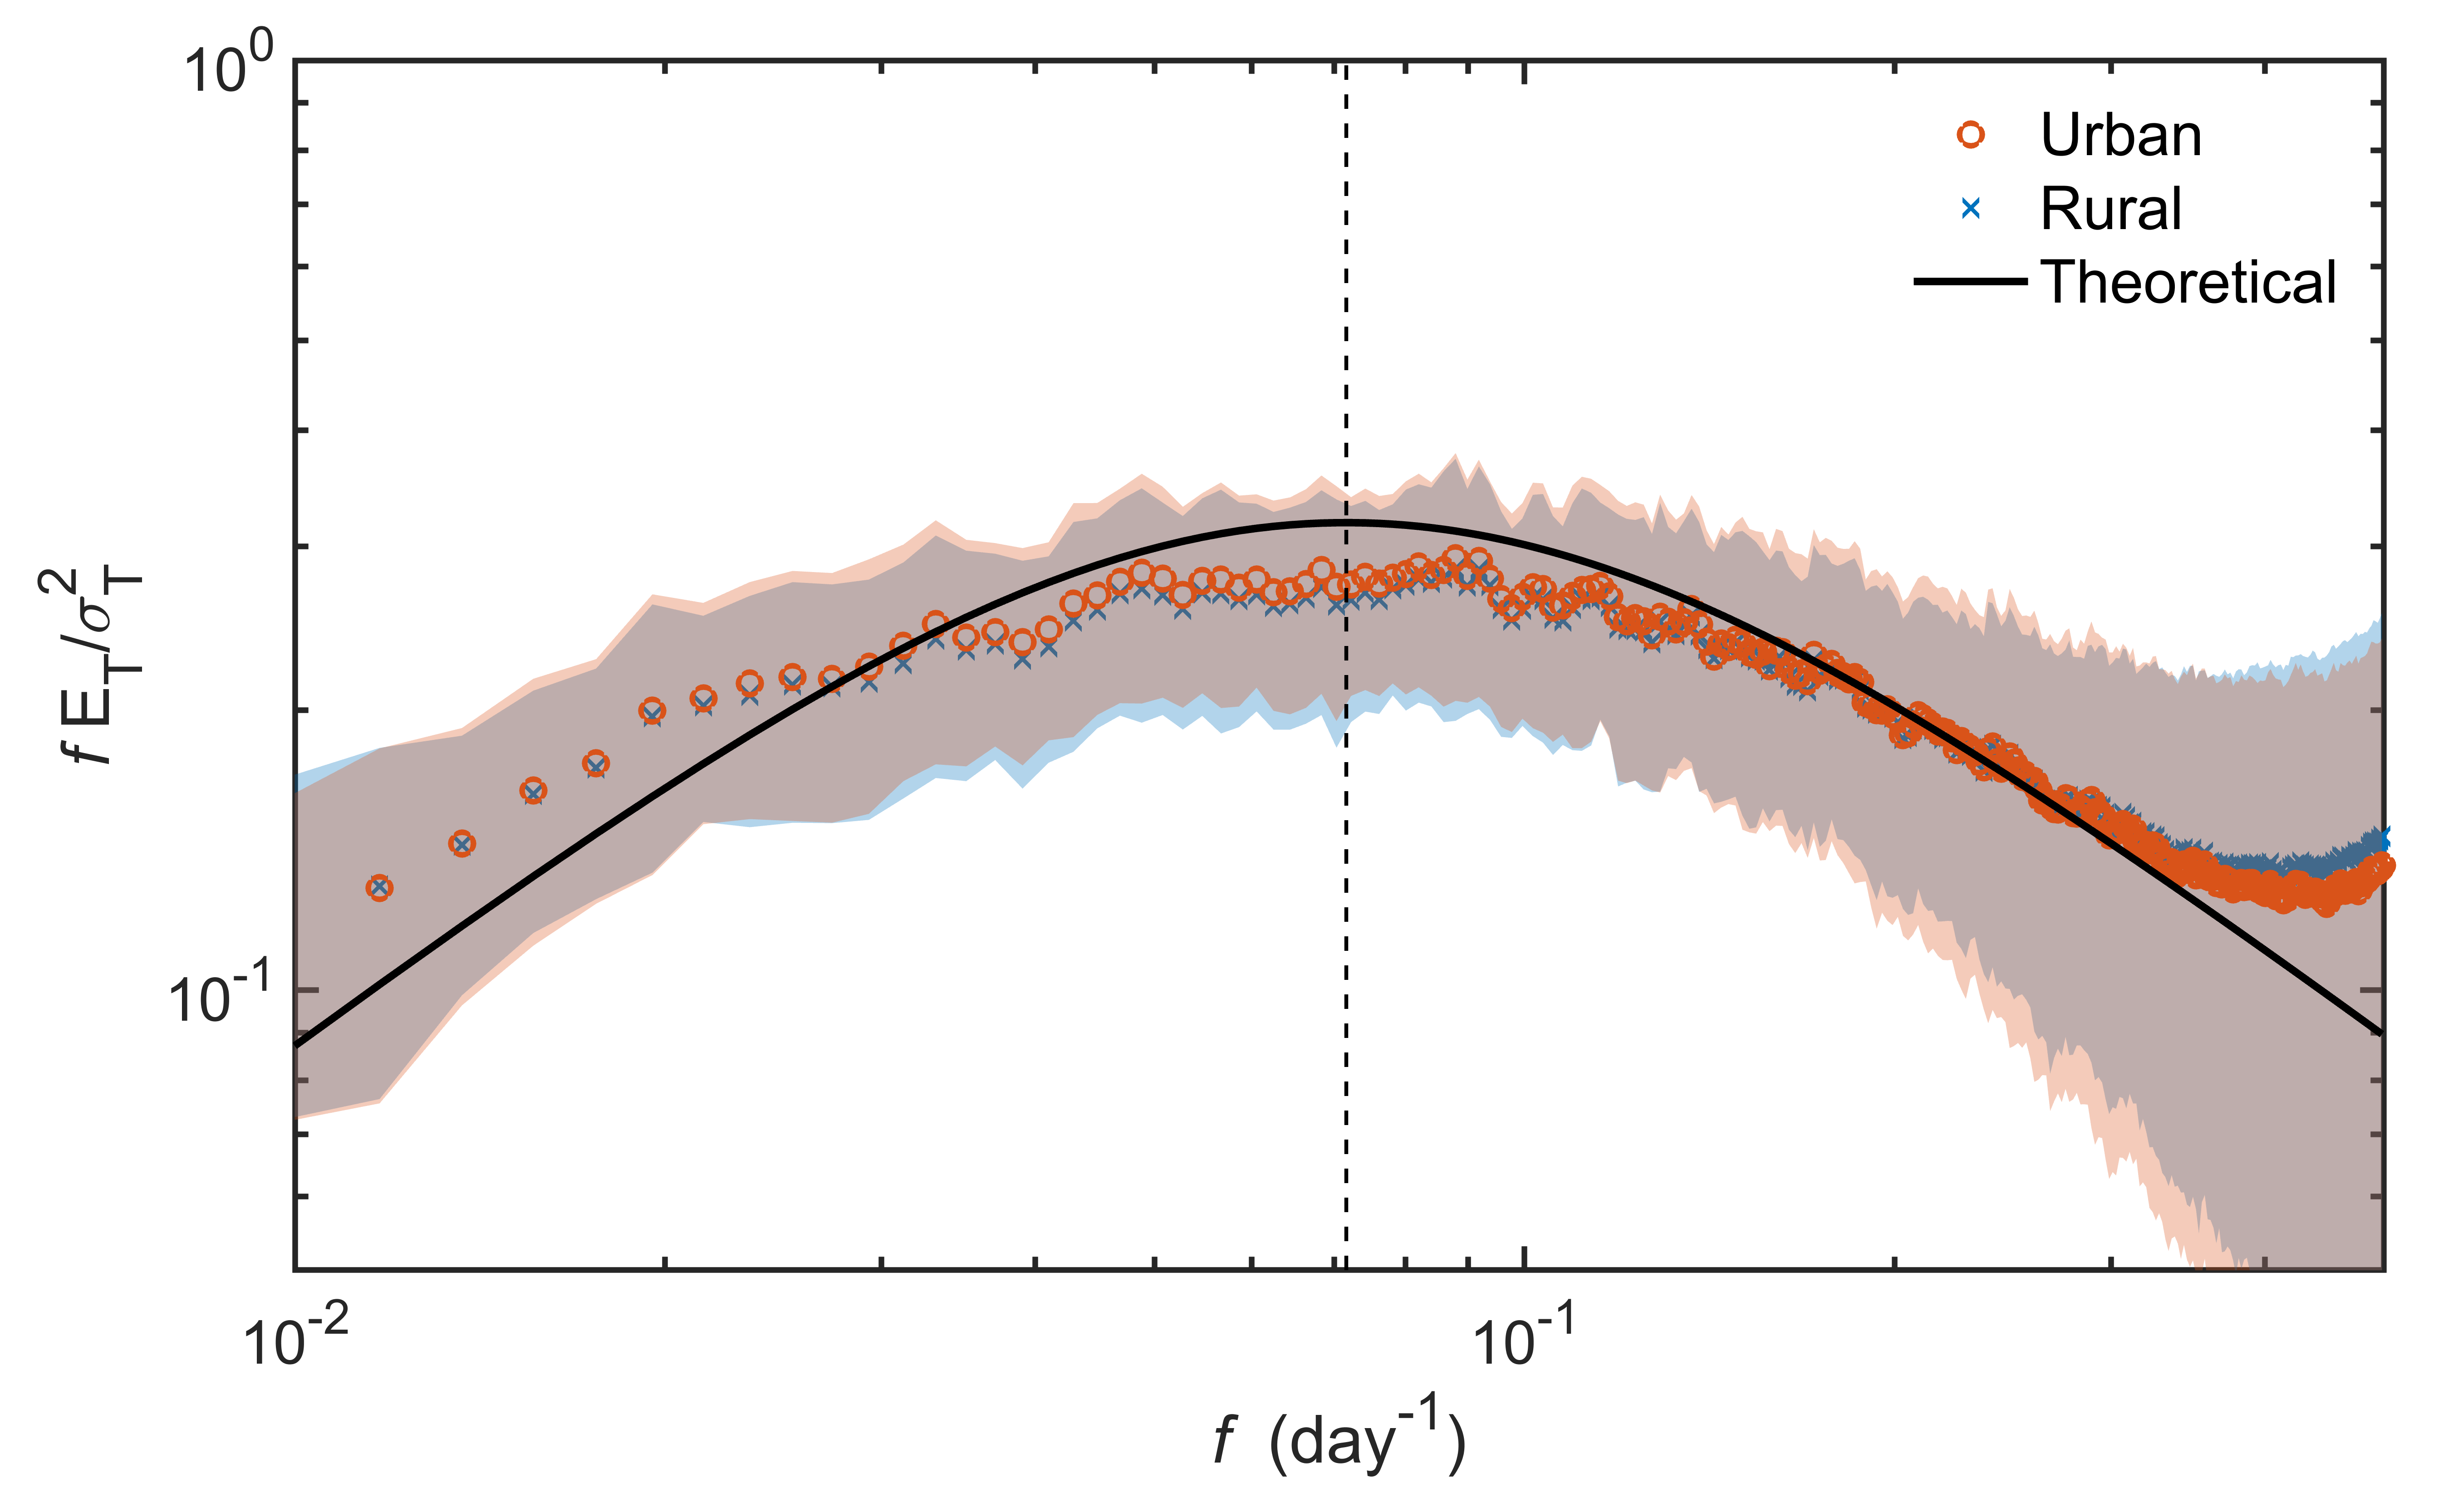 10^0
Urban
Rural
Theoretical
f E_T/σ_T^2
10^-1
10^-2
10^-1
f (day^-1)